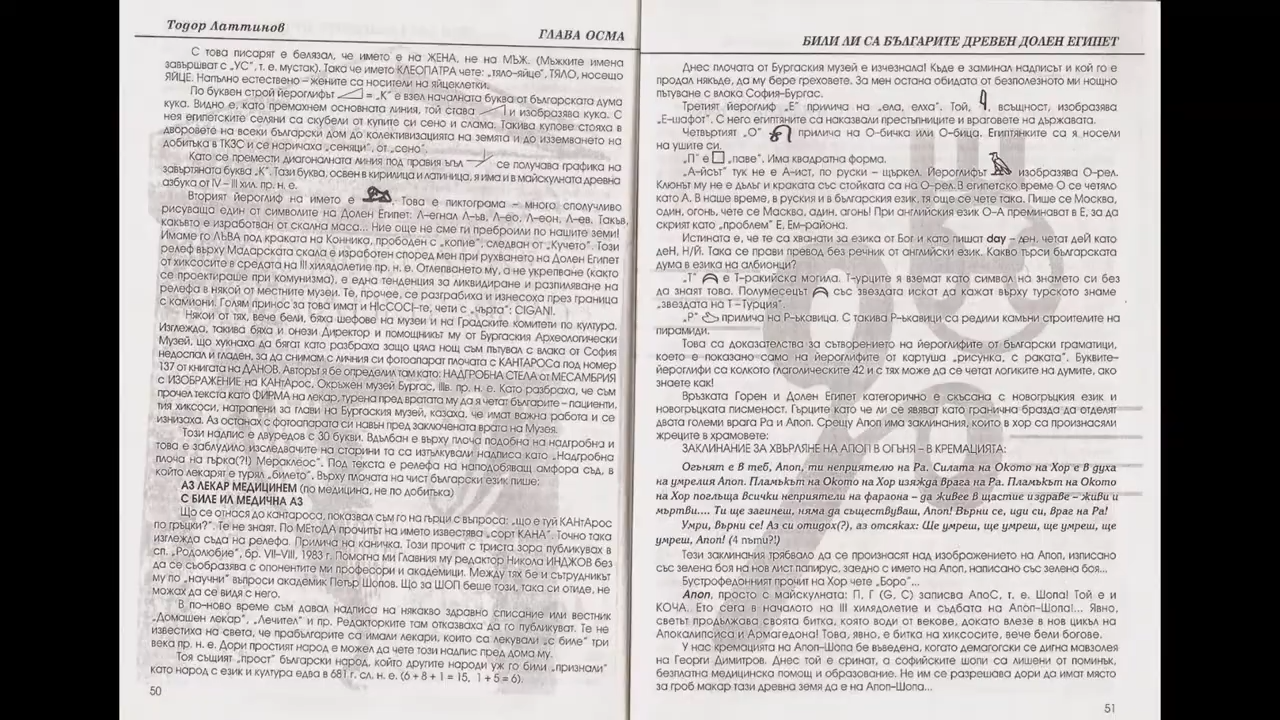 Тодор Латтинов
ГЛАВА ОСМА
С това писарят е белязал, че името е на ЖЕНА, не на МЪЖ. (Мъжките имена
завършват с „УС", т. е. мустак). Така че името КЛЕОПАТРА чете: „тяло-яйце", ТЯЛО, носещо
ЯЙЦЕ. Напълно естествено – жените са носители на яйцеклетки.
По буквен строй йероглифът = „К" е взел началната буква от българската дума
кука. Видно е, като премахнем основната линия, той става и изобразява кука. С
нея египетските селяни са скубели от купите си сено и слама. Такива купове стояха в
дворовете на всеки български дом до колективизацията на земята и до изземването на
добитъка в ТКЗС и се наричаха „сеняци", от „сено".
Като се премести диагоналната линия под правия ъгъл се получава графика на
завъртяната буква „К". Тази буква, освен в кирилица и латиница, я има и в майскулната древна
азбука от IV – III хил. пр. н. е.
Вторият йероглиф на името е . Това е пиктограма – много сполучливо
рисуваща един от символите на Долен Египет: Л-егнал Л-ъв, Л-ео, Л-еон, Л-ев. Такъв,
какъвто е изработван от скална маса... Ние още не сме ги преброили по нашите земи!
Имаме го ЛЪВА под краката на Конника, прободен с „копие", следван от „Кучето". Този
релеф върху Мадарската скала е изработен според мен при рухването на Долен Египет
от хиксосите в средата на III хилядолетие пр. н. е. Отлепването му, а не укрепване (както
се проектираше при комунизма), е една тенденция за ликвидиране и разпиляване на
релефа в някой от местните музеи. Те, прочее, се разграбиха и изнесоха през граница
с камиони. Голям принос за това имат и HIcCOCI-те, чети с „чърта": CIGANI.
Някои от тях, вече бели, бяха шефове на музеи и на Градските комитети по култура.
Изглежда, такива бяха и онези Директор и помощникът му от Бургаския Археологически
Музей, що хукнаха да бягат като разбраха защо цяла нощ съм пътувал с влака от София
недоспал и гладен, за да снимам с личния си фотоапарат плочата с КАНТАРОСа под номер
137 от книгата на ДАНОВ. Авторът я бе определил там като: НАДГРОБНА СТЕЛА от МЕСАМБРИЯ
с ИЗОБРАЖЕНИЕ на КАНтАрос. Окръжен музей Бургас, IIIв. пр. н. е. Като разбраха, че съм
прочел текста като ФИРМА на лекар, турена пред вратата му да я четат българите – пациенти,
тия хиксоси, натрапени за глави на Бургаския музей, казаха, че имат важна работа и се
изнизаха. Аз останах с фотоапарата си навън пред заключената врата на Музея.
Този надпис е двуредов с 30 букви. Вдълбан е върху плоча подобна на надгробна и
това е заблудило изследвачите на старини та са изтълкували надписа като „Надгробна
плоча на гърка(?!) Мераклеос". Под текста е релефа на наподобяващ амфора съд, в
който лекарят е турял „билето". Върху плочата на чист български език пише:
АЗ ЛЕКАР МЕДИЦИНЕМ (по медицина, не по добитъка)
С БИЛЕ ИЛ МЕДИЧНА АЗ
Що се отнася до кантароса, показвал съм го на гърци с въпроса: „що е туй КАНтАрос
по гръцки?". Те не знаят. По МЕтоДА прочитът на името известява „сорт КАНА". Точно така
изглежда съда на релефа. Прилича на каничка. Този прочит с триста зора публикувах в
сп. „Родолюбие", бр. VII–VIII, 1983 г. Помогна ми Главния му редактор Никола ИНДЖОВ без
да се съобразява с опонентите ми професори и академици. Между тях бе и сътрудникът
му по „научни" въпроси академик Петър Шопов. Що за ШОП беше този, така си отиде, не
можах да се видя с него.
В по–ново време съм давал надписа на някакво здравно списание или вестник
„Домашен лекар", „Лечител" и пр. Редакторките там отказваха да го публикуват. Те не
известиха на света, че прабългарите са имали лекари, които са лекували „с биле" три
века пр. н. е. Дори простият народ е можел да чете този надпис пред дома му.
Тоя същият „прост" български народ, който другите народи уж го били „признали"
като народ с език и култура едва в 681 г. сл. н. е. (6 + 8 + 1 = 15, 1 + 5 = 6).
50
БИЛИ ЛИ СА БЪЛГАРИТЕ ДРЕВЕН ДОЛЕН ЕГИПЕТ
Днес плочата от Бургаския музей е изчезнала! Къде е заминал надписът и кой го е
продал някъде, да му бере греховете. За мен остана обидата от безполезното ми нощно
пътуване с влака София-Бургас.
Третият йероглиф „Е" прилича на „ела, елха". Той, , всъщност, изобразява
„Е–шафот". С него египтяните са наказвали престъпниците и враговете на държавата.
Четвъртият „О" прилича на О-бичка или О-бица. Египтянките са я носели
на ушите си.
„П" е „паве". Има квадратна форма.
„А–йсът" тук не е А-ист, по руски – щъркел. Йероглифът изобразява О-рел.
Клюнът му не е дълъг и краката със стойката са на О-рел. В египетско време О се четяло
като А. В наше време, в руския и в българския език, тя още се чете така. Пише се Москва,
один, огонь, чете се Масква, один, агонь! При английския език О–А преминават в Е, за да
скрият като „проблем" Е, Ем–района.
Истината е, че те са хванати за езика от Бог и като пишат day – ден, четат деЙ като
деН, Н/Й. Така се прави превод без речник от английски език. Какво търси българската
дума в езика на албионци?
„Т" е Т–ракийска могила. Т-урците я вземат като символ на знамето си без
да знаят това. Полумесецът със звездата искат да кажат върху турското знаме
„звездата на Т – Турция".
„Р" прилича на Р–ькавица. С такива Р–ькавици са редили камъни строителите на
пирамиди.
Това са доказателства за сътворението на йероглифите от български граматици,
което е показано само на йероглифите от картуша „рисунка, с раката". Буквите-
йероглифи са колкото глаголическите 42 и с тях може да се четат логиките на думите, ако
знаете как!
Връзката Горен и Долен Египет категорично е скъсана с новогръцкия език и
новогръцката писменост. Гърците като че ли се явяват като гранична бразда да отделят
двата големи врага Ра и Апоп. Срещу Апоп има заклинания, които в хор са произнасяли
жреците в храмовете:
ЗАКЛИНАНИЕ ЗА ХВЪРЛЯНЕ НА АПОП В ОГЪНЯ – В КРЕМАЦИЯТА:
Огънят е в теб, Апоп, ти неприятелю на Ра. Силата на Окото на Хор е в духа
на умрелия Апоп. Пламъкът на Окото на Хор изяжда врага на Ра. Пламъкът на Окото
на Хор поглъща всички неприятели на фараона – да живее в щастие издраве – живи и
мъртви.... Ти ще загинеш, няма да съществуваш, Апоп! Върни се, иди си, враг на Ра!
Умри, върни се! Аз си отидох(?), аз отсяках: Ще умреш, ще умреш, ще умреш, ще
умреш, Апоп! (4 пъти?!)
Тези заклинания трябвало да се произнасят над изображението на Апоп, изписано
със зелена боя на нов лист папирус, заедно с името на Апоп, написано със зелена боя...
Бустрофедонният прочит на Хор чете „Боро"...
Апоп, просто с майскулната: П, Г (G, C) записва АпоС, т. е. Шопа! Той е и
КОЧА. Ето сега в началото на III хилядолетие и съдбата на Апоп–Шопа!... Явно,
светът продължава своята битка, която води от векове, докато влезе в нов цикъл на
Апокалипсиса и Армагедона! Това, явно, е битка на хиксосите, вече бели богове.
У нас кремацията на Апоп–Шопа бе въведена, когато демагогски се дигна мавзолея
на Георги Димитров. Днес той е сринат, а софийските шопи са лишени от поминък,
безплатна медицинска помощ и образование. Не им се разрешава дори да имат място
за гроб макар тази древна земя да е на Апоп–Шопа...
51